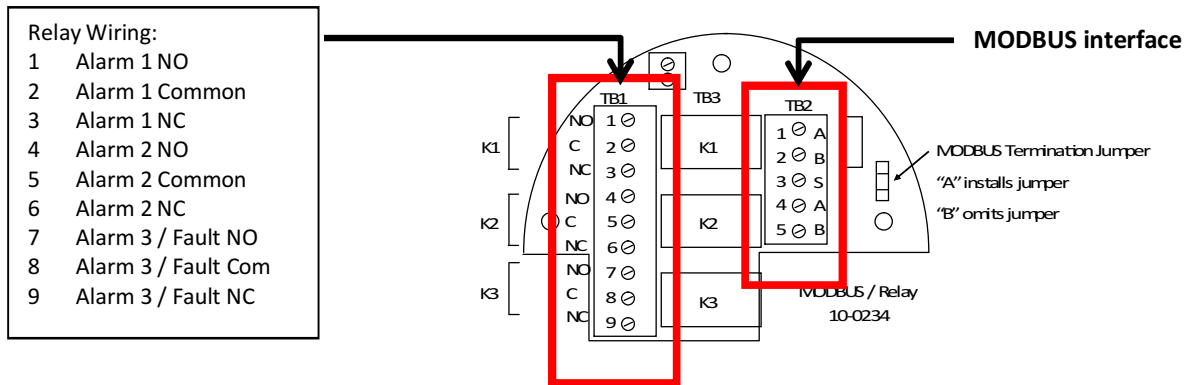 Relay Wiring:
1 Alarm 1 NO
2 Alarm 1 Common
3 Alarm 1 NC
4 Alarm 2 NO
5 Alarm 2 Common
6 Alarm 2 NC
7 Alarm 3 / Fault NO
8 Alarm 3 / Fault Com
9 Alarm 3 / Fault NC
MODBUS interface
TB1
TB3
TB2
K1
K2
K3
NO 1
C 2
NC 3
NO 4
C 5
NC 6
NO 7
C 8
NC 9
K1
K2
K3
1 A
2 B
3 S
4 A
5 B
MODBUS Termination Jumper
“A” installs jumper
“B” omits jumper
MODBUS / Relay
10-0234